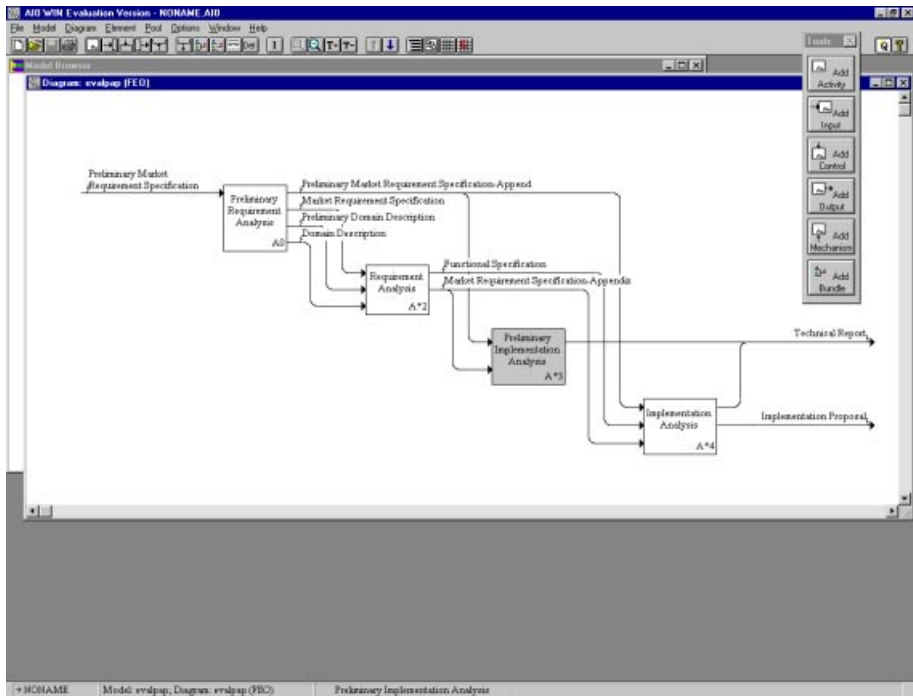 AI0 WIN Evaluation Version - NONAME.AI0
File Model Diagram Element Pool Options Window Help
Tools
Model Browser
Diagram: evalpap (FEO)
Add
Activity
Add
Input
Add
Control
Add
Output
Add
Mechanism
Add
Bundle
Preliminary Market
Requirement Specification
Preliminary
Requirement
Analysis
A0
Preliminary Market Requirement Specification-Append
Market Requirement Specification
Preliminary Domain Description
Domain Description
Requirement
Analysis
A*2
Functional Specification
Market Requirement Specification-Appendix
Preliminary
Implementation
Analysis
A*3
Technical Report
Implementation
Analysis
A*4
Implementation Proposal
+NONAME
Model: evalpap; Diagram: evalpap (FEO)
Preliminary Implementation Analysis